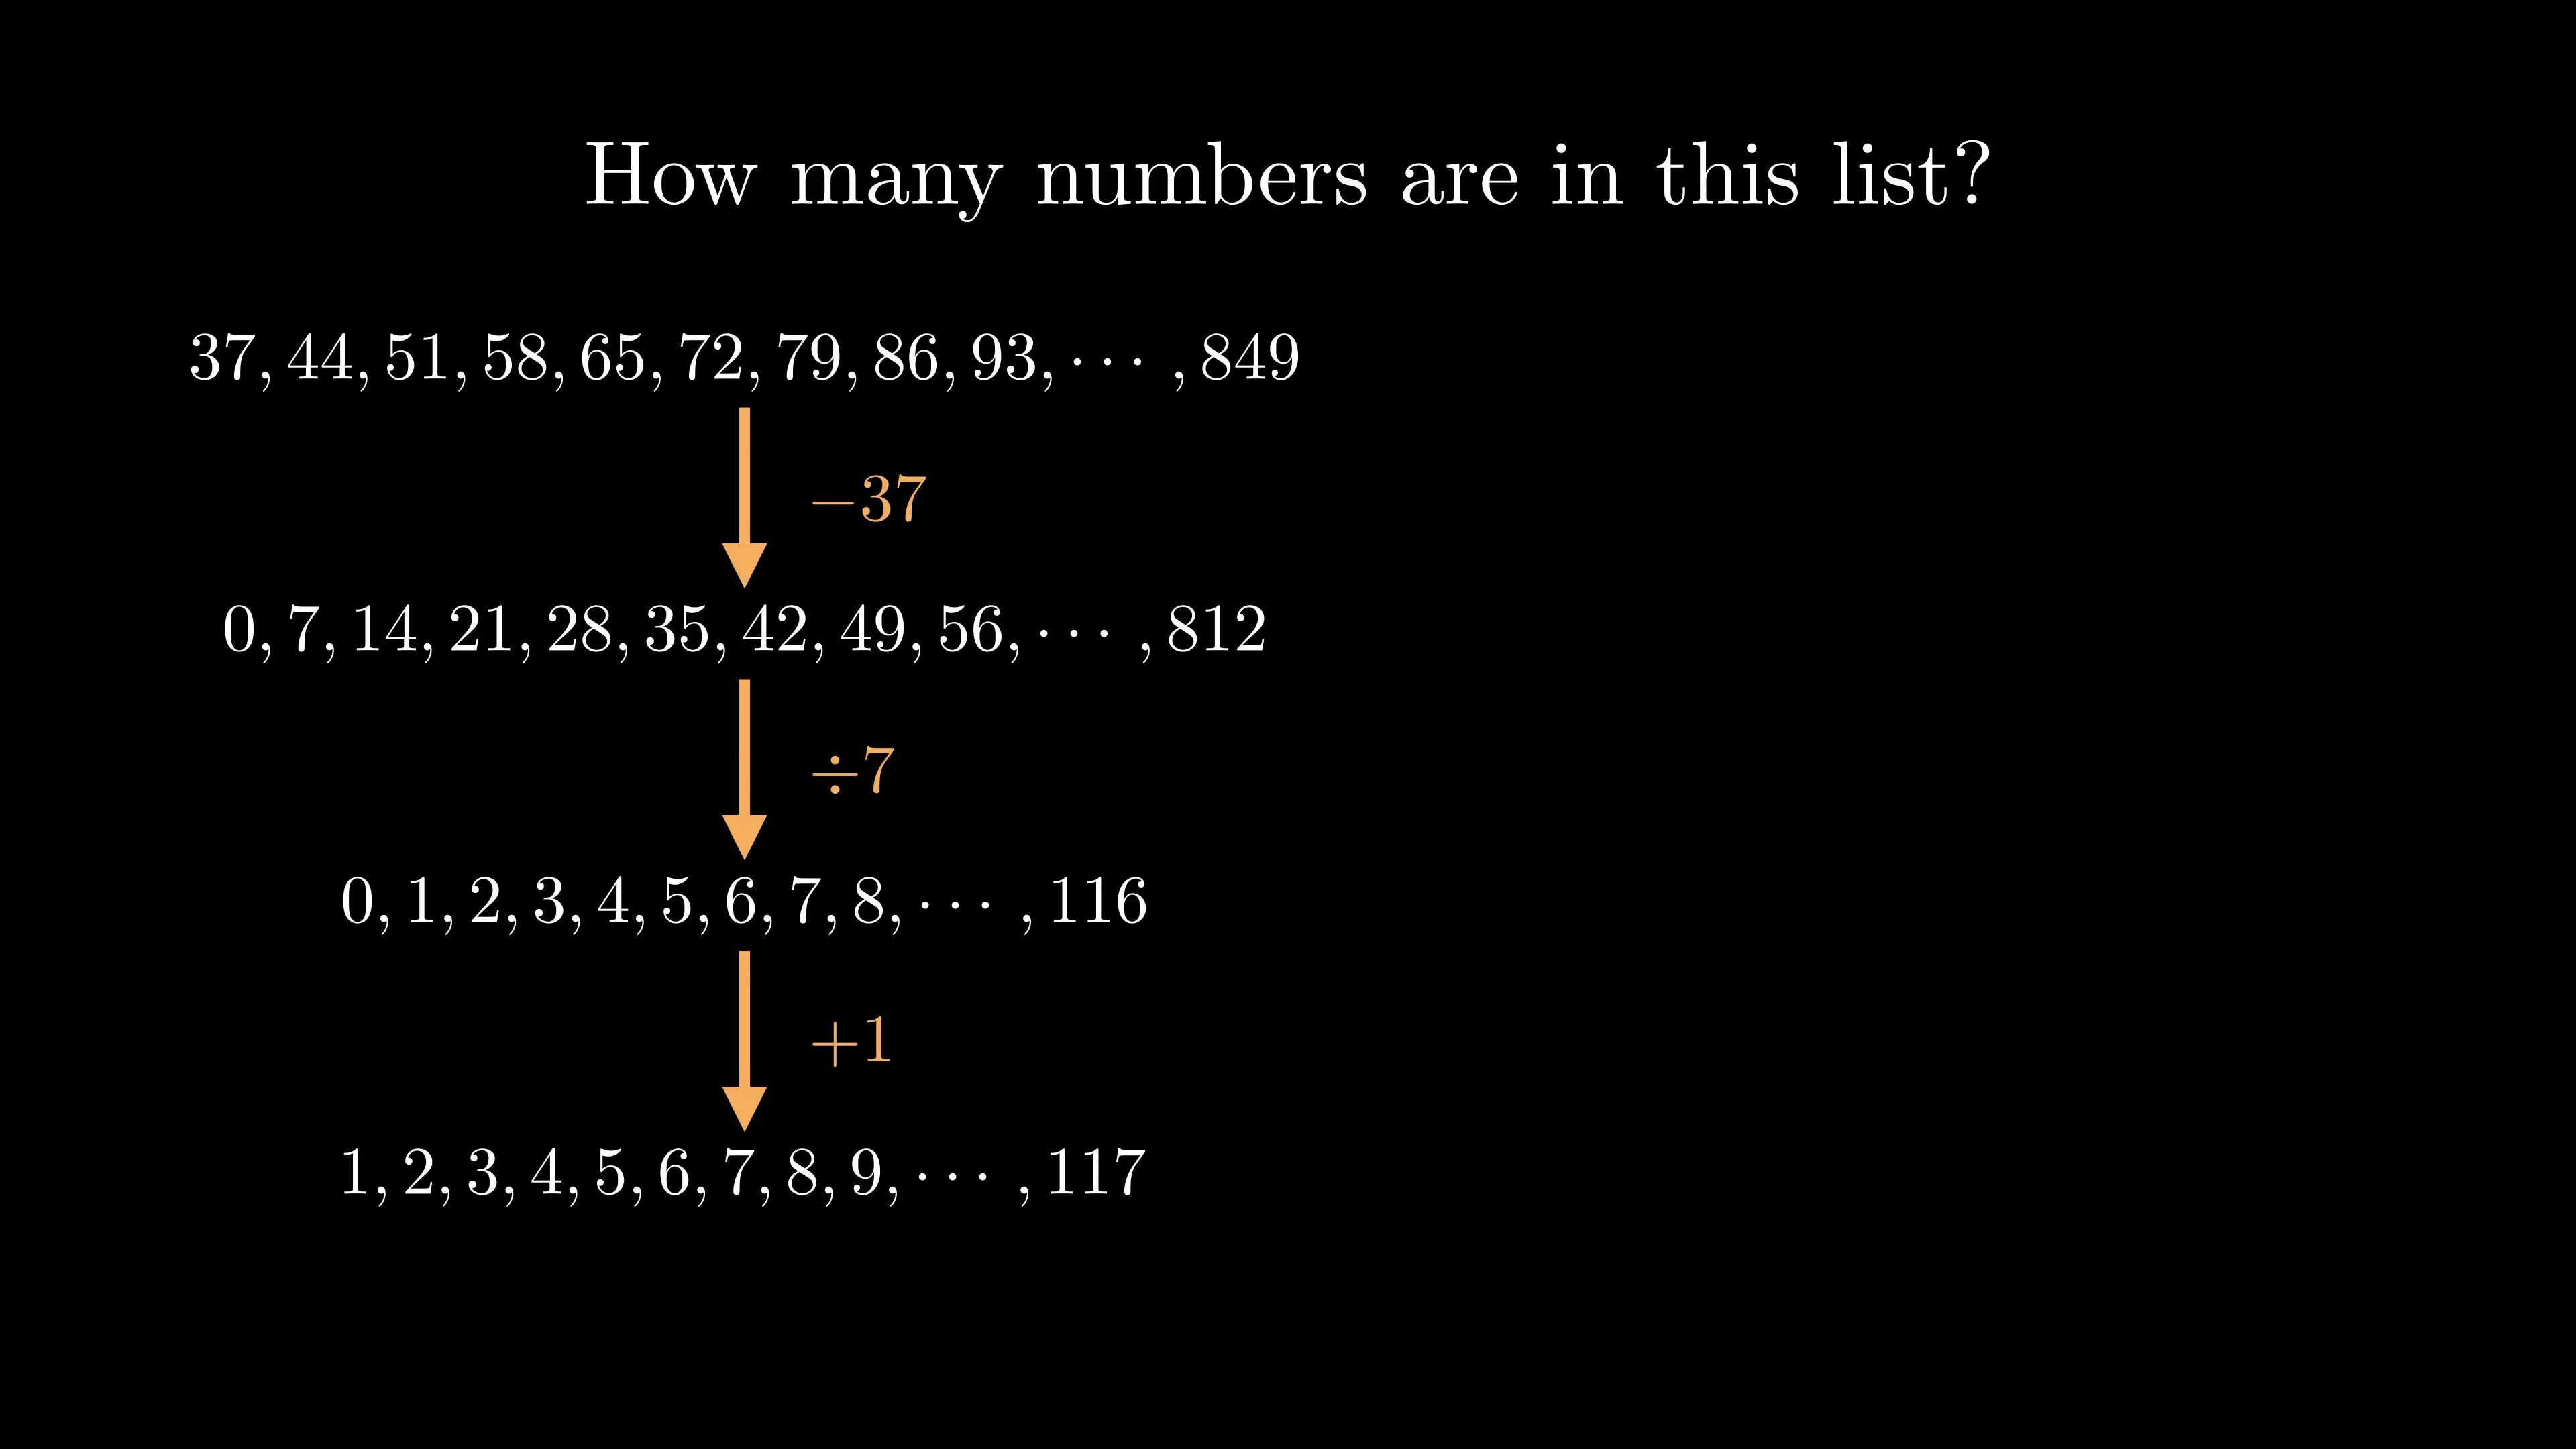 How many numbers are in this list?
37, 44, 51, 58, 65, 72, 79, 86, 93, ⋯ , 849
−37
0, 7, 14, 21, 28, 35, 42, 49, 56, ⋯ , 812
÷7
0, 1, 2, 3, 4, 5, 6, 7, 8, ⋯ , 116
+1
1, 2, 3, 4, 5, 6, 7, 8, 9, ⋯ , 117